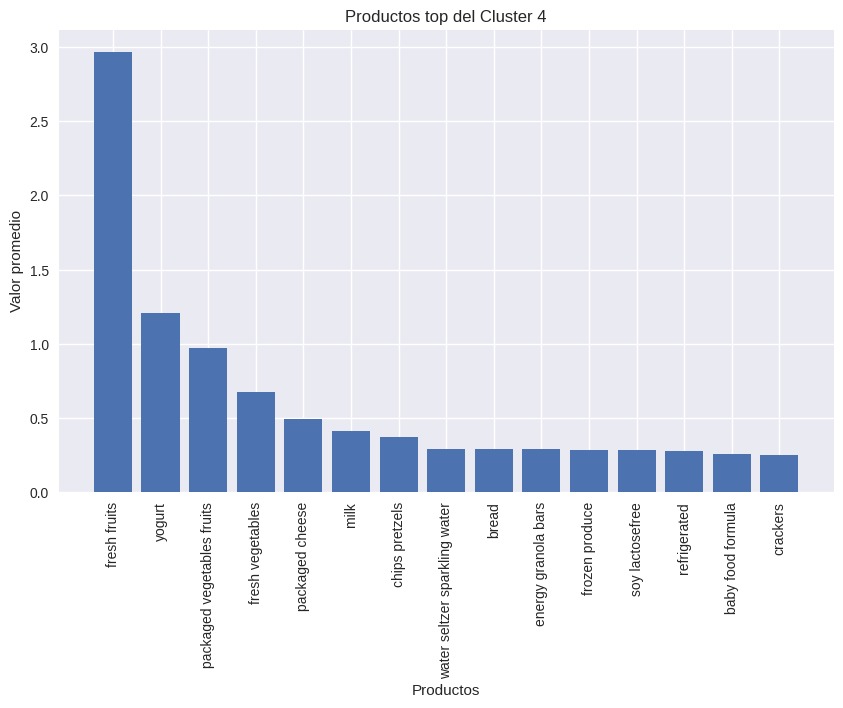 Productos top del Cluster 4
Valor promedio
3.0
2.5
2.0
1.5
1.0
0.5
0.0
fresh fruits
yogurt
packaged vegetables fruits
fresh vegetables
packaged cheese
milk
chips pretzels
water seltzer sparkling water
bread
energy granola bars
frozen produce
soy lactosefree
refrigerated
baby food formula
crackers
Productos